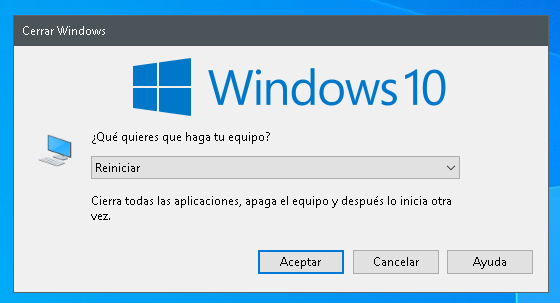 Cerrar Windows
Windows 10
¿Qué quieres que haga tu equipo?
Reiniciar
Cierra todas las aplicaciones, apaga el equipo y después lo inicia otra
vez.
Aceptar
Cancelar
Ayuda